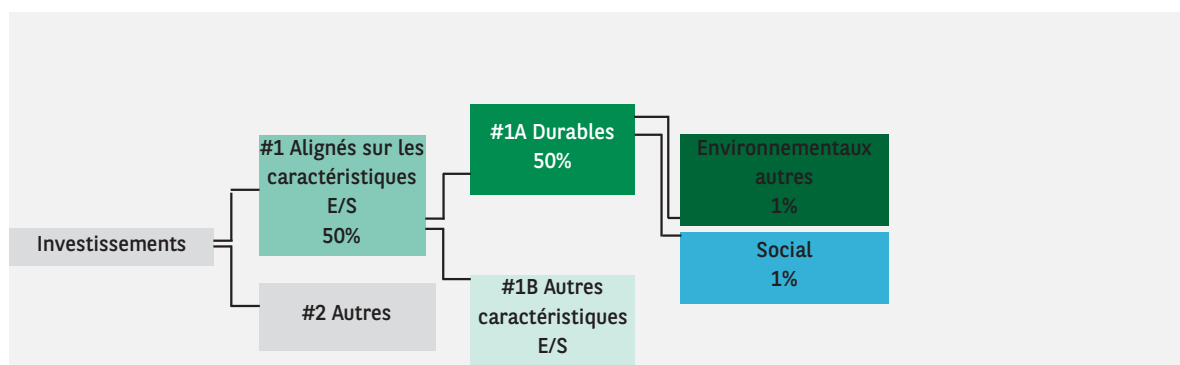 Investissements
#1 Alignés sur les
caractéristiques
E/S
50%
#2 Autres
#1A Durables
50%
#1B Autres
caractéristiques
E/S
Environnementaux
autres
1%
Social
1%